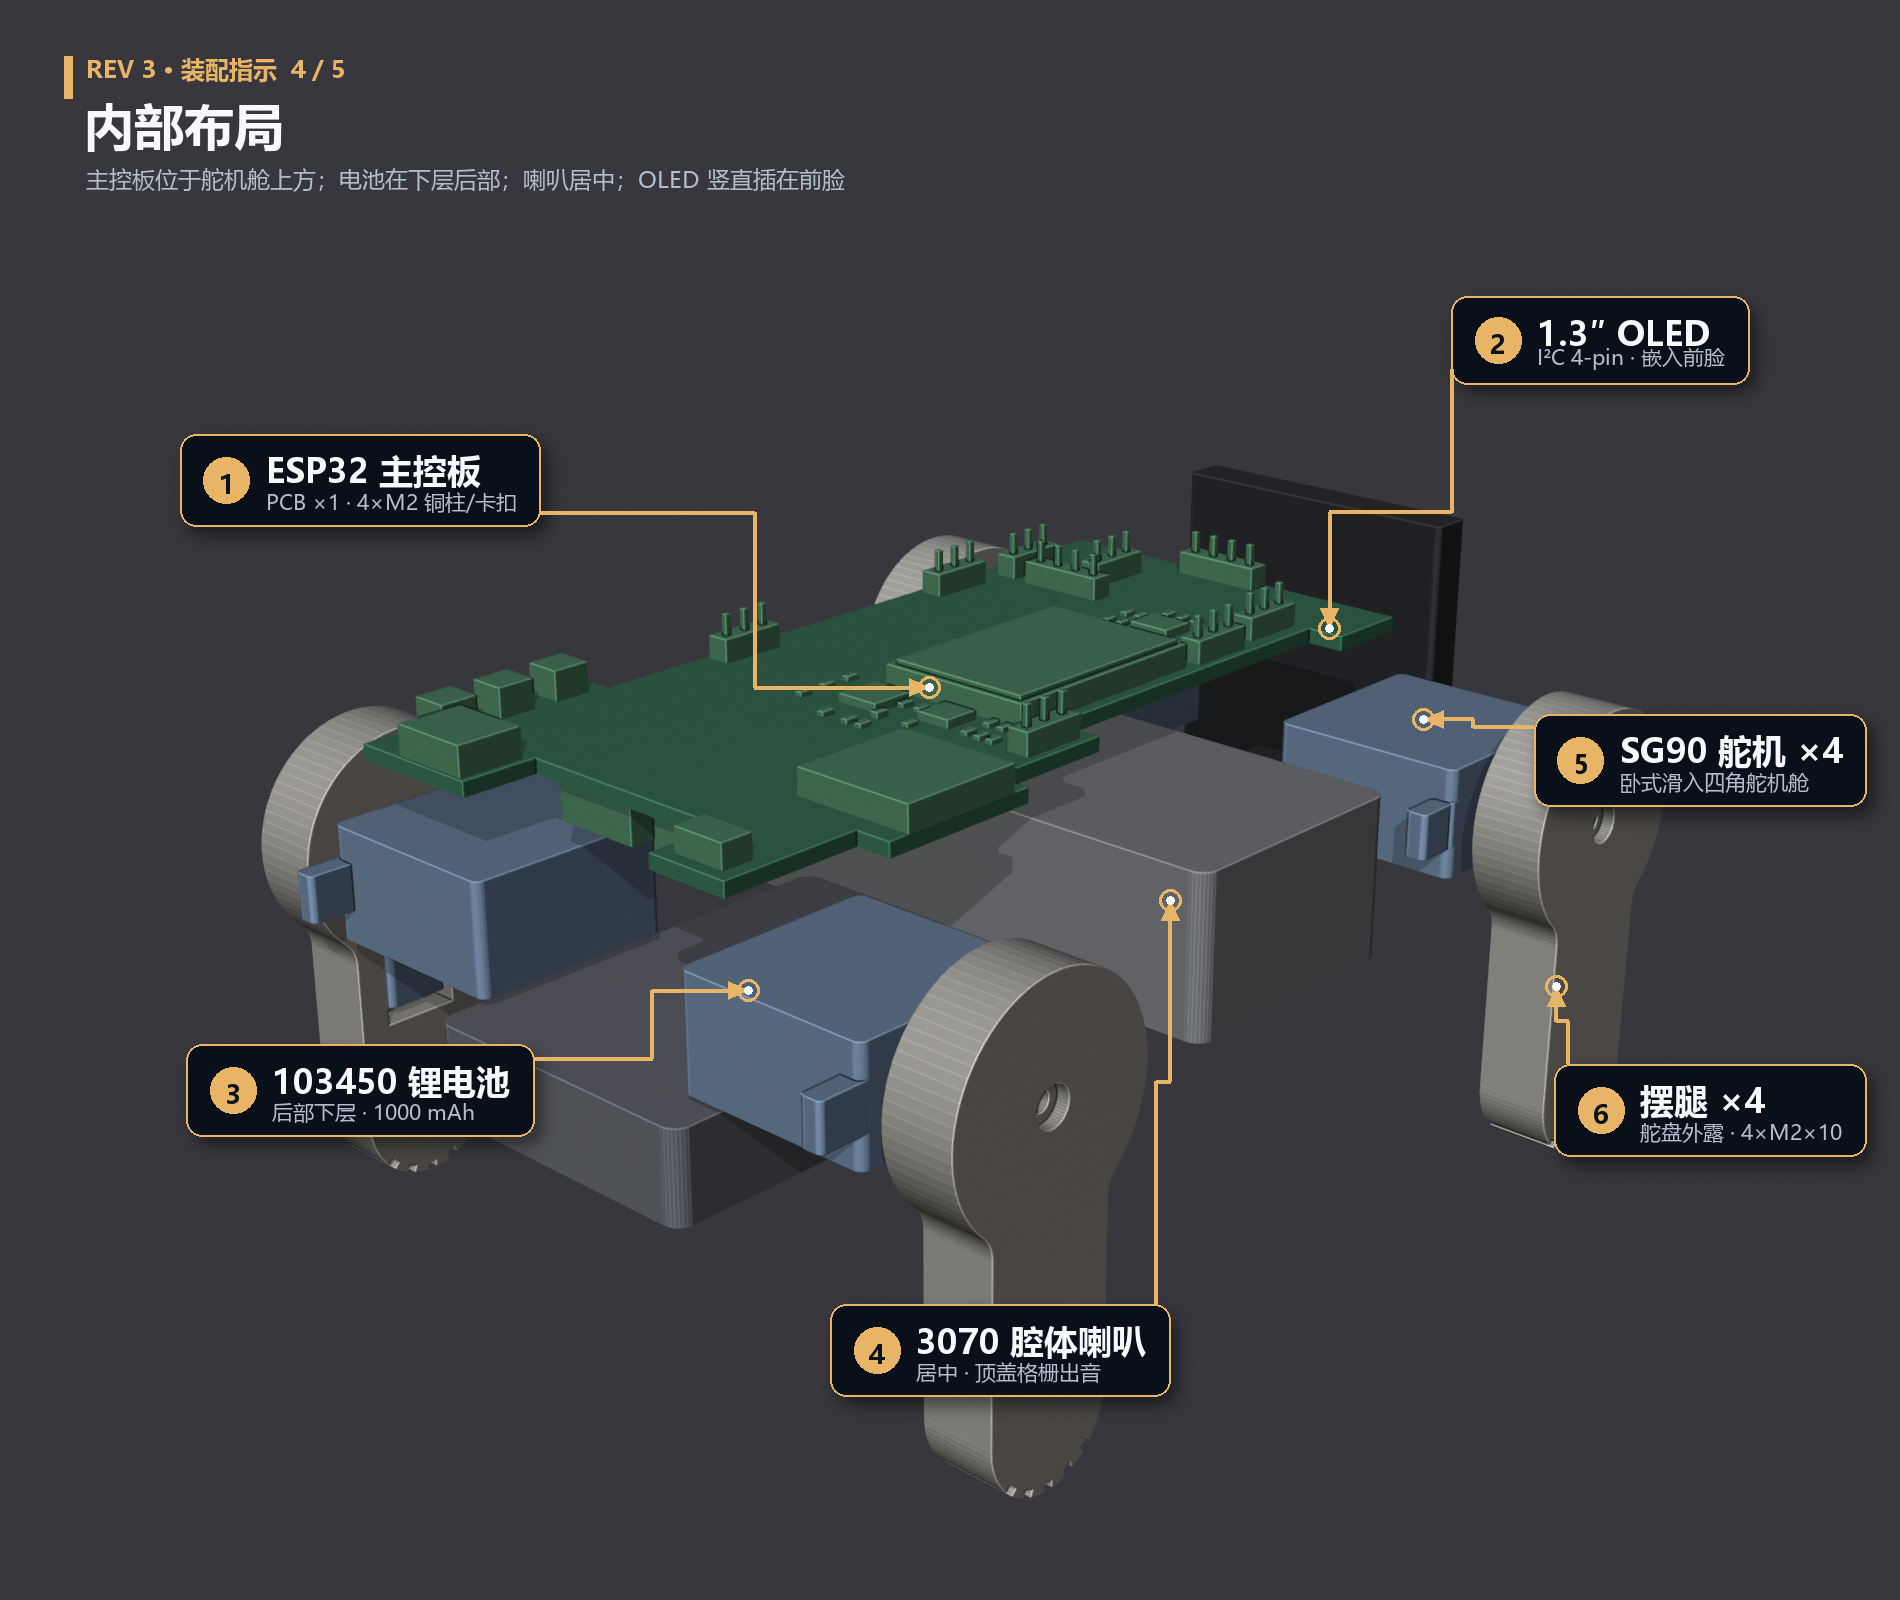 REV 3 • 装配指示 4 / 5
内部布局
主控板位于舵机舱上方；电池在下层后部；喇叭居中；OLED 竖直插在前脸
2
1.3″ OLED
I²C 4-pin · 嵌入前脸
1
ESP32 主控板
PCB ×1 · 4×M2 铜柱/卡扣
5
SG90 舵机 ×4
卧式滑入四角舵机舱
3
103450 锂电池
后部下层 · 1000 mAh
6
摆腿 ×4
舵盘外露 · 4×M2×10
4
3070 腔体喇叭
居中 · 顶盖格栅出音